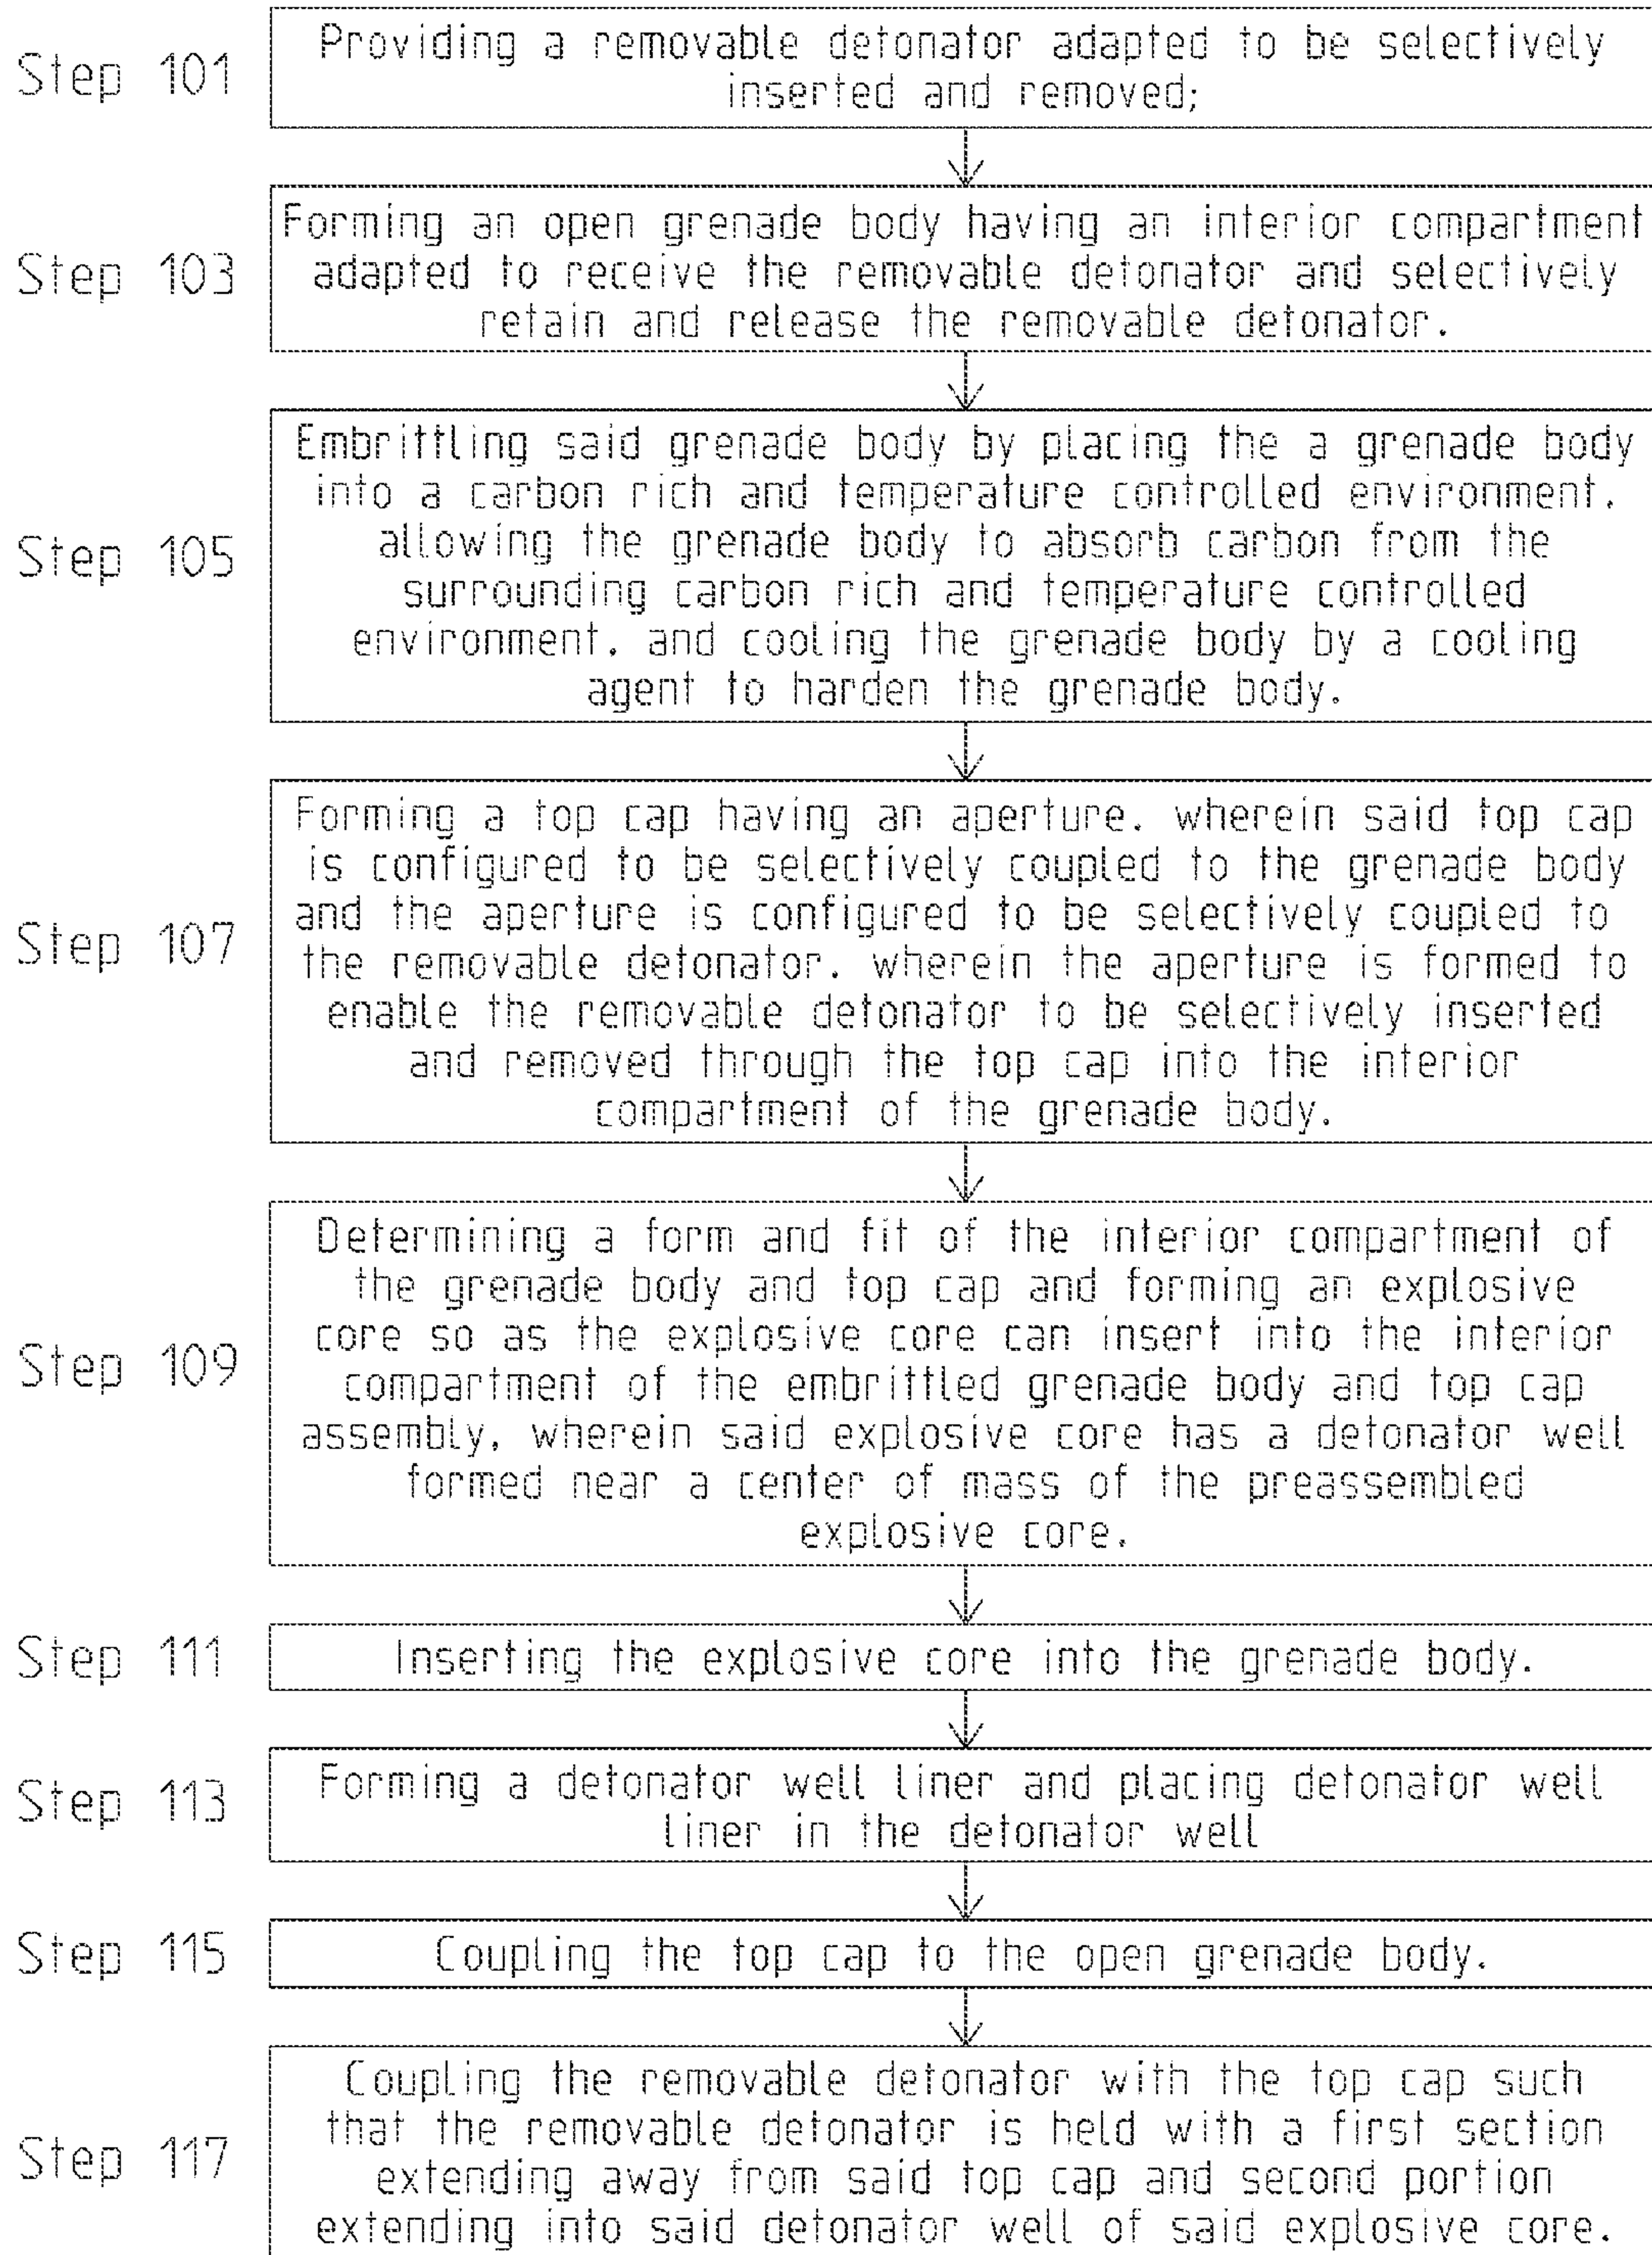 Step 101
Providing a removable detonator adapted to be selectively
inserted and removed;
Step 103
Forming an open grenade body having an interior compartment
adapted to receive the removable detonator and selectively
retain and release the removable detonator.
Step 105
Embrittling said grenade body by placing the a grenade body
into a carbon rich and temperature controlled environment,
allowing the grenade body to absorb carbon from the
surrounding carbon rich and temperature controlled
environment, and cooling the grenade body by a cooling
agent to harden the grenade body.
Step 107
Forming a top cap having an aperture, wherein said top cap
is configured to be selectively coupled to the grenade body
and the aperture is configured to be selectively coupled to
the removable detonator, wherein the aperture is formed to
enable the removable detonator to be selectively inserted
and removed through the top cap into the interior
compartment of the grenade body.
Step 109
Determining a form and fit of the interior compartment of
the grenade body and top cap and forming an explosive
core so as the explosive core can insert into the interior
compartment of the embrittled grenade body and top cap
assembly, wherein said explosive core has a detonator well
formed near a center of mass of the preassembled
explosive core.
Step 111
Inserting the explosive core into the grenade body.
Step 113
Forming a detonator well liner and placing detonator well
liner in the detonator well
Step 115
Coupling the top cap to the open grenade body.
Step 117
Coupling the removable detonator with the top cap such
that the removable detonator is held with a first section
extending away from said top cap and second portion
extending into said detonator well of said explosive core.